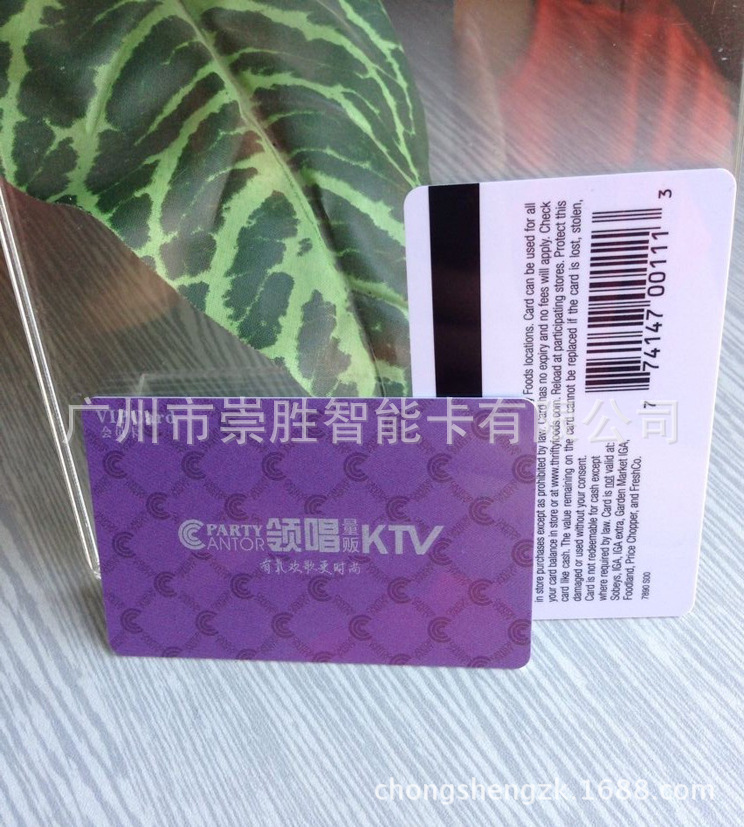 广州市崇胜智能卡有限公司
PARTY
CANTOR 领唱 量贩 KTV
有氧欢歌更时尚
Foods locations. Card can be used for all
in store purchases except as prohibited by law. Card has no expiry and no fees will apply. Check
your card balance in store or at www.thriftyfoods.com. Reload at participating stores. Protect this
card like cash. The value remaining on the card cannot be replaced if the card is lost, stolen,
damaged or used without your consent.
Card is not redeemable for cash except
where required by law. Card is not valid at:
Sobeys, IGA, IGA extra, Garden Market IGA,
Foodland, Price Chopper, and FreshCo.
7890 S00
7 74147 00111 3
chongshengzk.1688.com